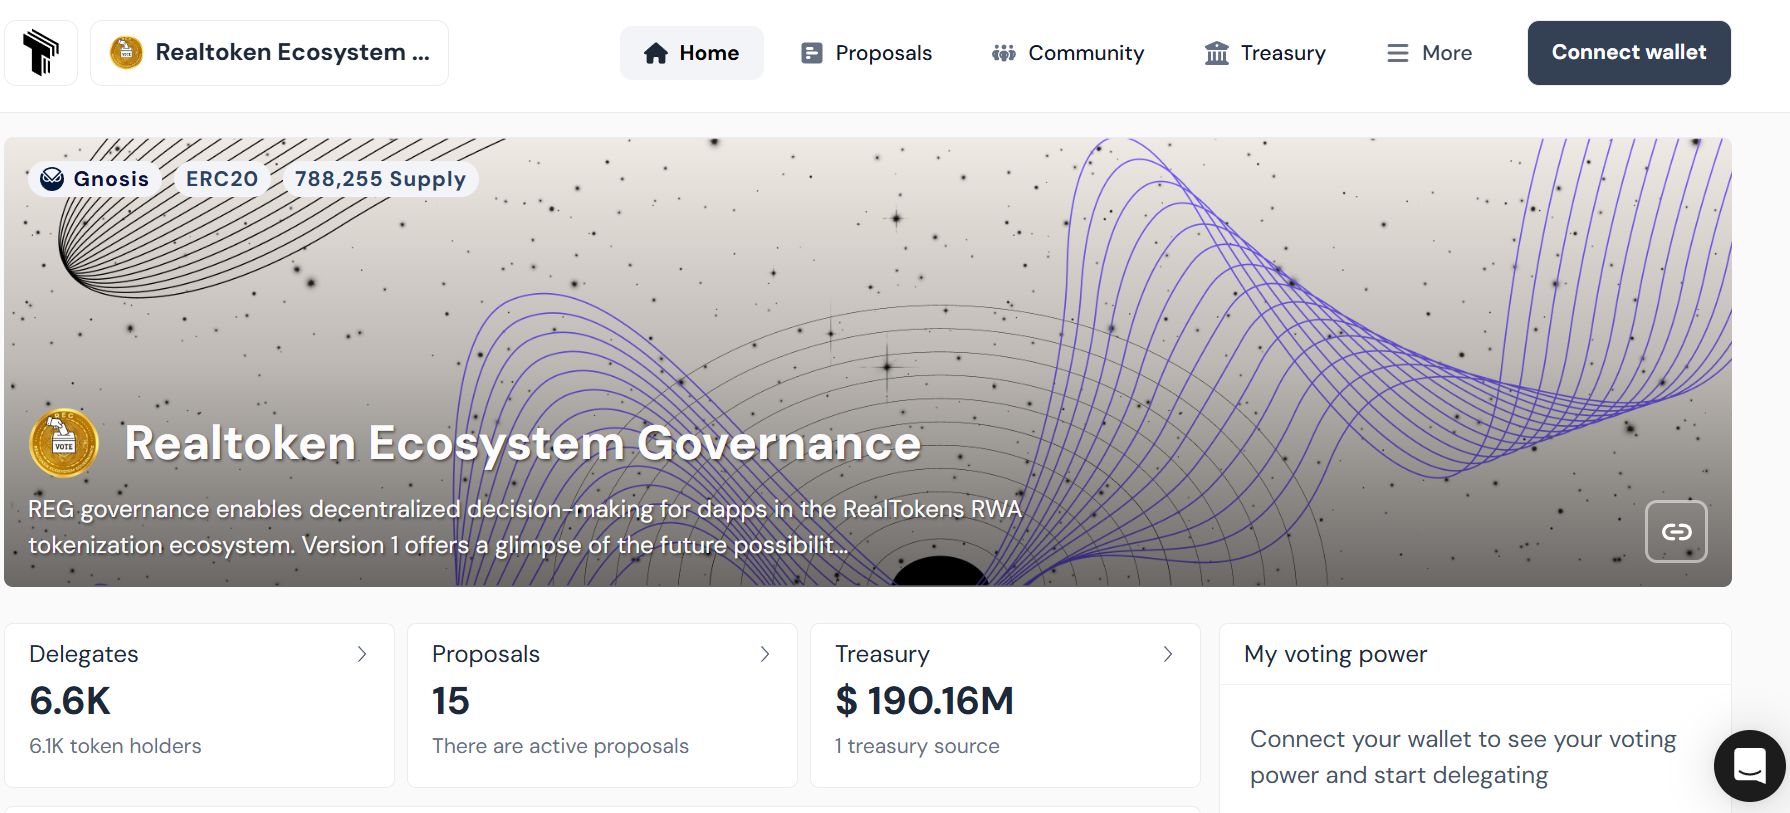 Realtoken Ecosystem ...
Home
Proposals
Community
Treasury
More
Connect wallet
Gnosis
ERC20
788,255 Supply
REG
VOTE
Realtoken Ecosystem Governance
REG governance enables decentralized decision-making for dapps in the RealTokens RWA
tokenization ecosystem. Version 1 offers a glimpse of the future possibilit...
Delegates
6.6K
6.1K token holders
Proposals
15
There are active proposals
Treasury
$ 190.16M
1 treasury source
My voting power
Connect your wallet to see your voting
power and start delegating